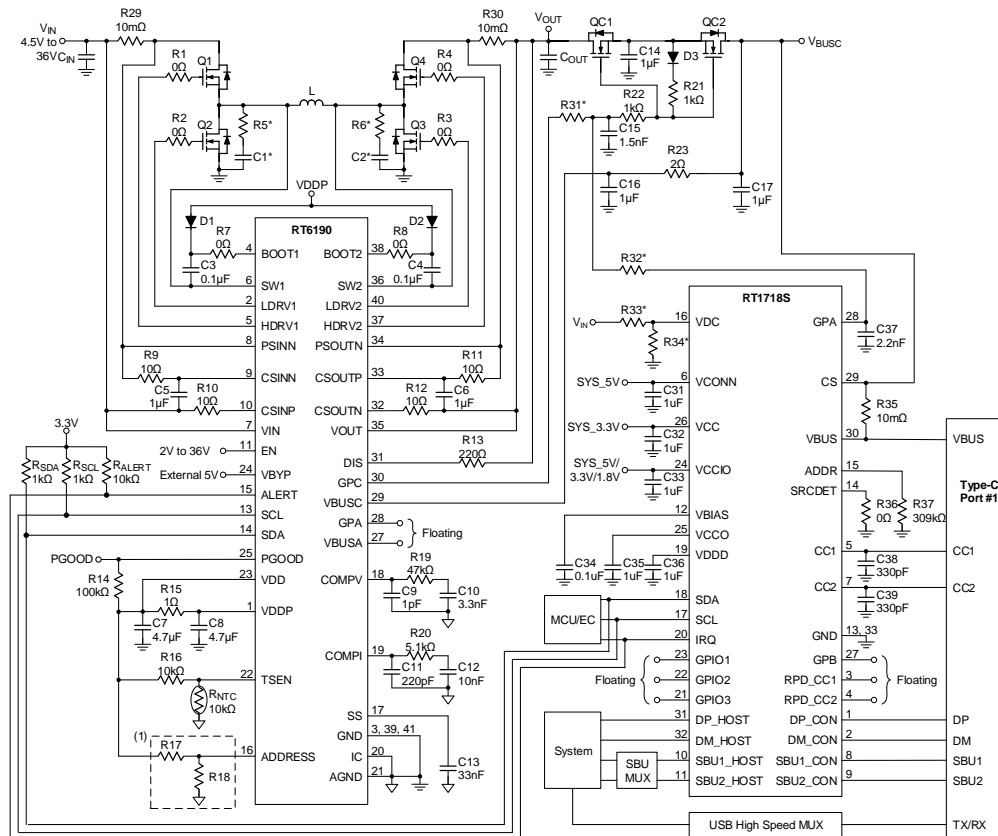 VIN
4.5V to
36V
CIN
R29
10mΩ
R1
0Ω
Q1
R2
0Ω
Q2
R5*
C1*
L
R6*
C2*
Q4
R4
0Ω
Q3
R3
0Ω
R30
10mΩ
VOUT
COUT
QC1
QC2
C14
1µF
D3
R21
1kΩ
VBUSC
R31*
R22
1kΩ
C15
1.5nF
R23
2Ω
C16
1µF
C17
1µF
VDDP
D1
D2
R7
0Ω
R8
0Ω
C3
0.1µF
C4
0.1µF
RT6190
4 BOOT1
6 SW1
2 LDRV1
5 HDRV1
8 PSINN
9 CSINN
10 CSINP
7 VIN
11 EN
24 VBYP
15 ALERT
13 SCL
14 SDA
25 PGOOD
23 VDD
1 VDDP
22 TSEN
16 ADDRESS
BOOT2 38
SW2 36
LDRV2 40
HDRV2 37
PSOUTN 34
CSOUTP 33
CSOUTN 32
VOUT 35
DIS 31
GPC 30
VBUSC 29
GPA 28
VBUSA 27
Floating
COMPV 18
COMPI 19
SS 17
GND 3, 39, 41
IC 20
AGND 21
R9
10Ω
C5
1µF
R10
10Ω
R11
10Ω
R12
10Ω
C6
1µF
R13
220Ω
3.3V
RSDA
1kΩ
RSCL
1kΩ
RALERT
10kΩ
2V to 36V
External 5V
PGOOD
R14
100kΩ
R15
1Ω
C7
4.7µF
C8
4.7µF
R16
10kΩ
RNTC
10kΩ
(1)
R17
R18
R19
47kΩ
C9
1pF
C10
3.3nF
R20
5.1kΩ
C11
220pF
C12
10nF
C13
33nF
R32*
VIN
R33*
R34*
SYS_5V
C31
1uF
SYS_3.3V
C32
1uF
SYS_5V/
3.3V/1.8V
C33
1uF
C34
0.1uF
C35
1uF
C36
1uF
MCU/EC
Floating
System
SBU
MUX
RT1718S
16 VDC
6 VCONN
26 VCC
24 VCCIO
12 VBIAS
25 VCCO
19 VDDD
18 SDA
17 SCL
20 IRQ
23 GPIO1
22 GPIO2
21 GPIO3
31 DP_HOST
32 DM_HOST
10 SBU1_HOST
11 SBU2_HOST
GPA 28
CS 29
VBUS 30
ADDR 15
SRCDET 14
CC1 5
CC2 7
GND 13, 33
GPB 27
RPD_CC1 3
RPD_CC2 4
Floating
DP_CON 1
DM_CON 2
SBU1_CON 8
SBU2_CON 9
C37
2.2nF
R35
10mΩ
R36
0Ω
R37
309kΩ
C38
330pF
C39
330pF
USB High Speed MUX
Type-C
Port #1
VBUS
CC1
CC2
DP
DM
SBU1
SBU2
TX/RX